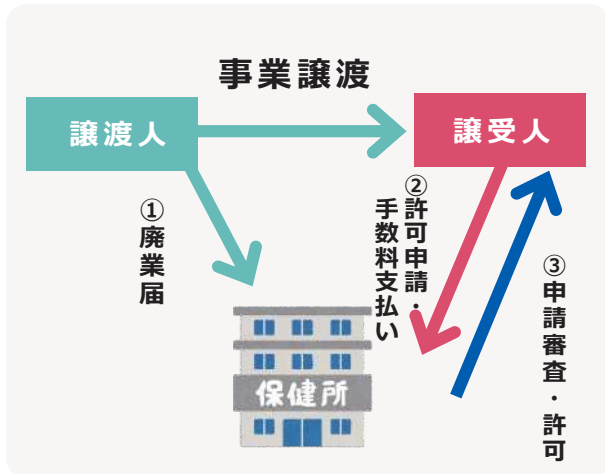 事業譲渡
譲渡人
譲受人
①廃業届
②許可申請・
手数料支払い
③申請審査・許可
保健所